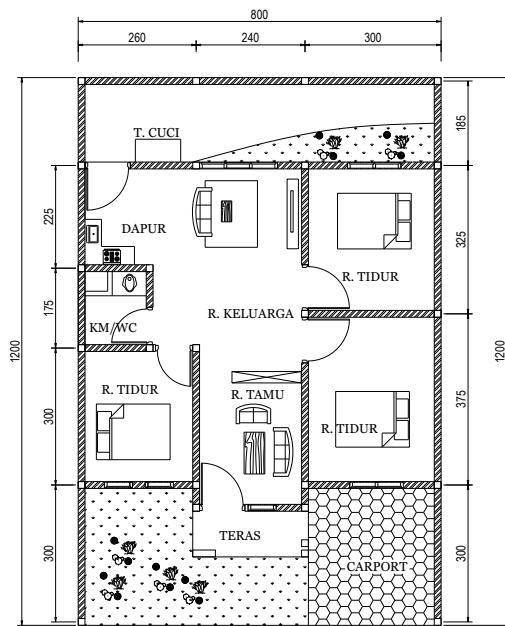 800
260 240 300
T. CUCI
185
DAPUR
225
325
R. TIDUR
175
R. KELUARGA
KM/WC
1200
1200
R. TIDUR
R. TAMU
R. TIDUR
300
375
TERAS
CARPORT
300
300